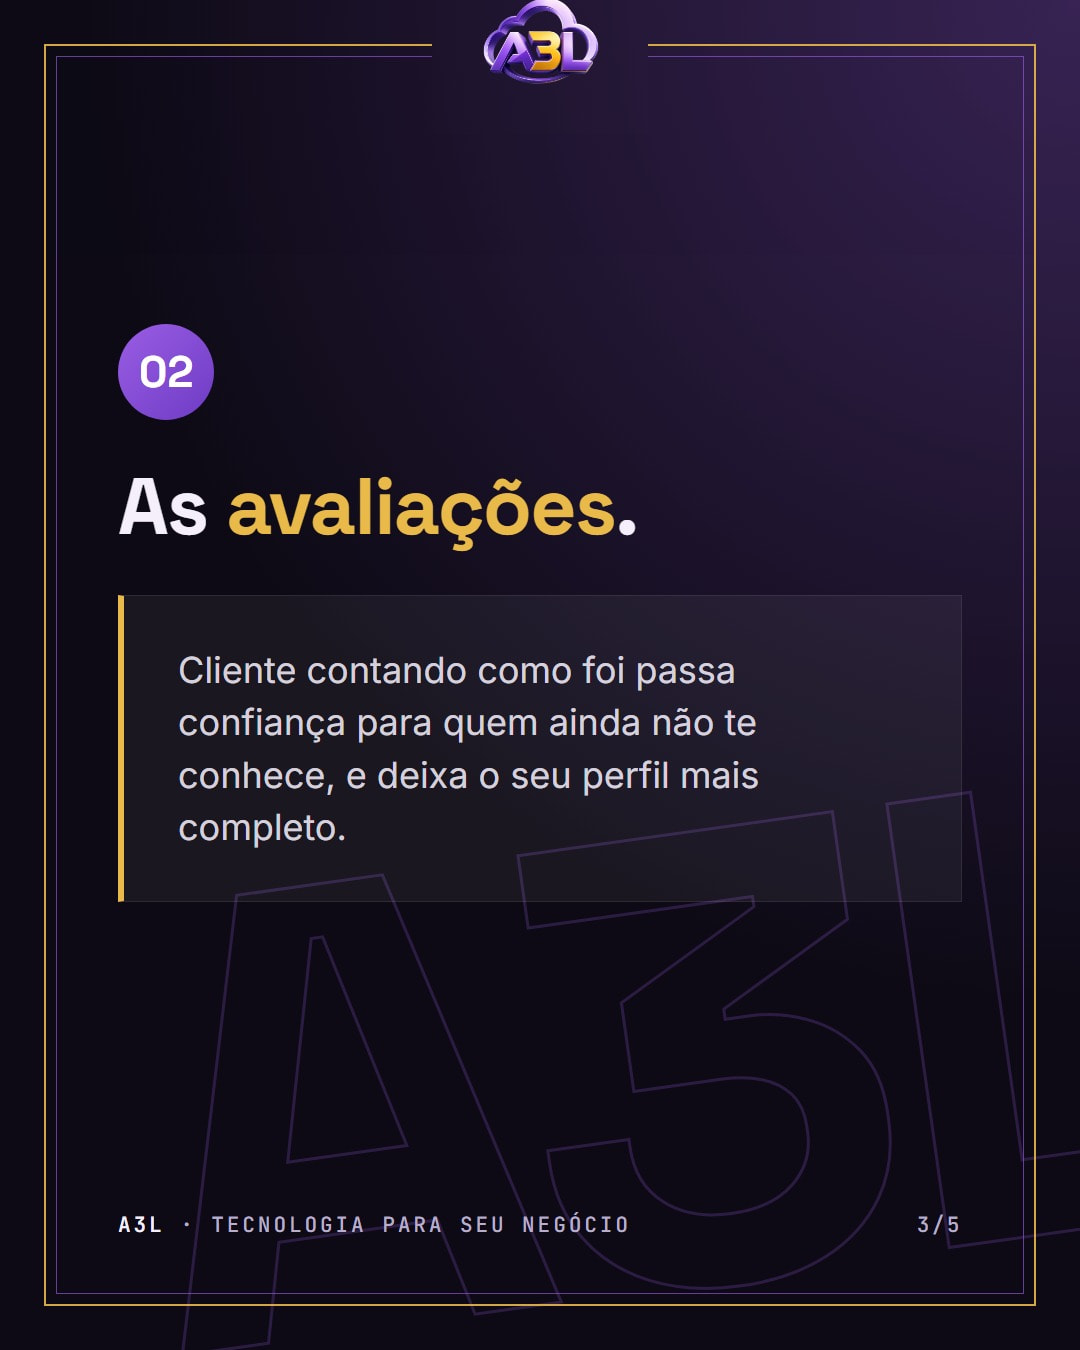 A3L
02
As avaliações.
Cliente contando como foi passa
confiança para quem ainda não te
conhece, e deixa o seu perfil mais
completo.
A3L
A3L · TECNOLOGIA PARA SEU NEGÓCIO 3/5